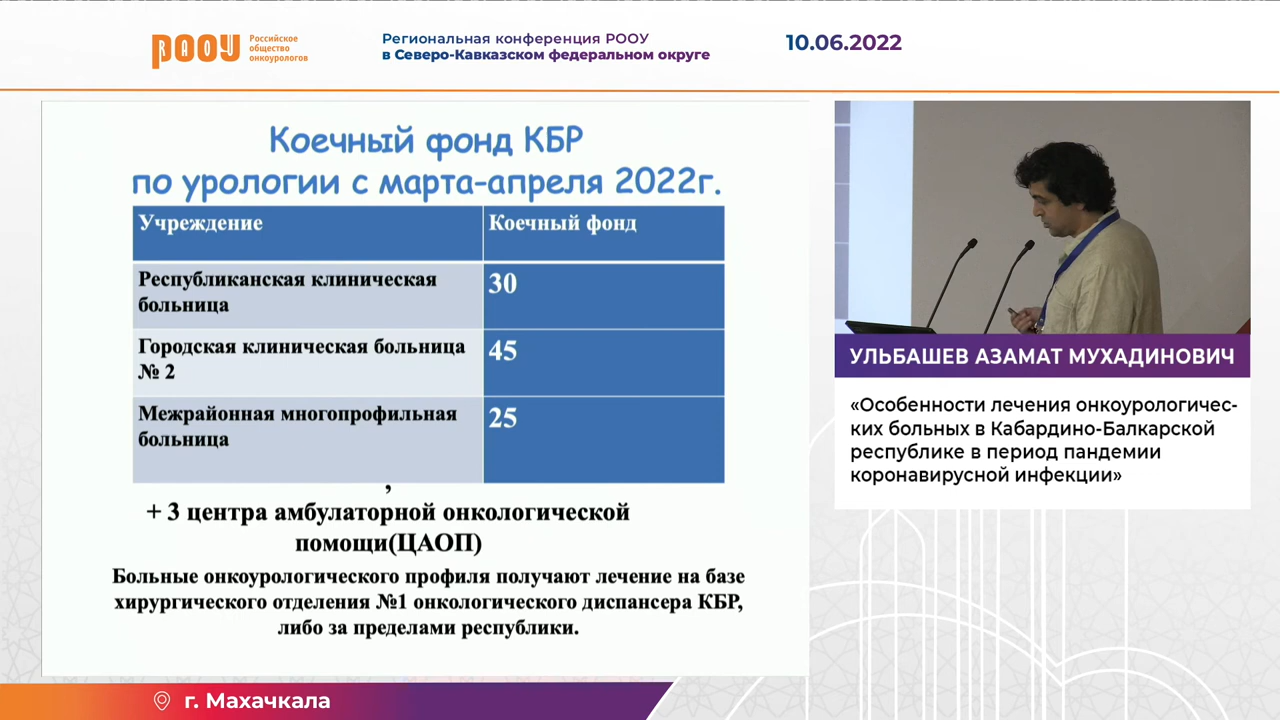 РООУ
Российское
общество
онкоурологов
Региональная конференция РООУ
в Северо-Кавказском федеральном округе
10.06.2022
Коечный фонд КБР
по урологии с марта-апреля 2022г.
Учреждение
Коечный фонд
Республиканская клиническая
больница
30
Городская клиническая больница
№ 2
45
Межрайонная многопрофильная
больница
25
,
+ 3 центра амбулаторной онкологической
помощи(ЦАОП)
Больные онкоурологического профиля получают лечение на базе
хирургического отделения №1 онкологического диспансера КБР,
либо за пределами республики.
УЛЬБАШЕВ АЗАМАТ МУХАДИНОВИЧ
«Особенности лечения онкоурологичес-
ких больных в Кабардино-Балкарской
республике в период пандемии
коронавирусной инфекции»
г. Махачкала